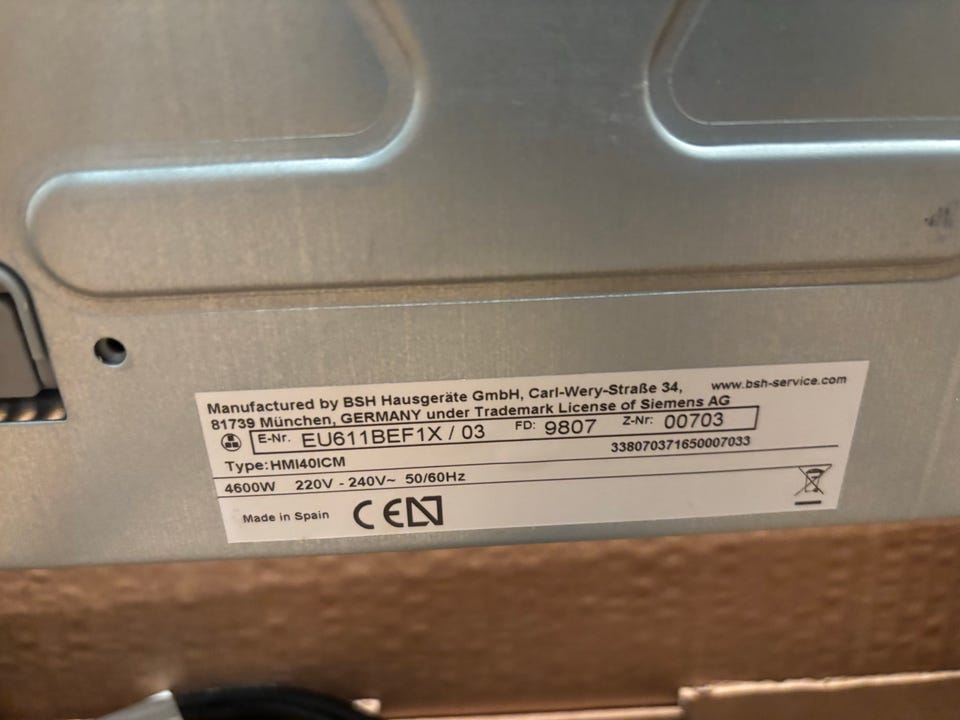 Manufactured by BSH Hausgeräte GmbH, Carl-Wery-Straße 34, www.bsh-service.com
81739 München, GERMANY under Trademark License of Siemens AG
E-Nr. EU611BEF1X / 03 FD: 9807 Z-Nr: 00703
338070371650007033
Type:HMI40ICM
4600W 220V - 240V~ 50/60Hz
Made in Spain CE